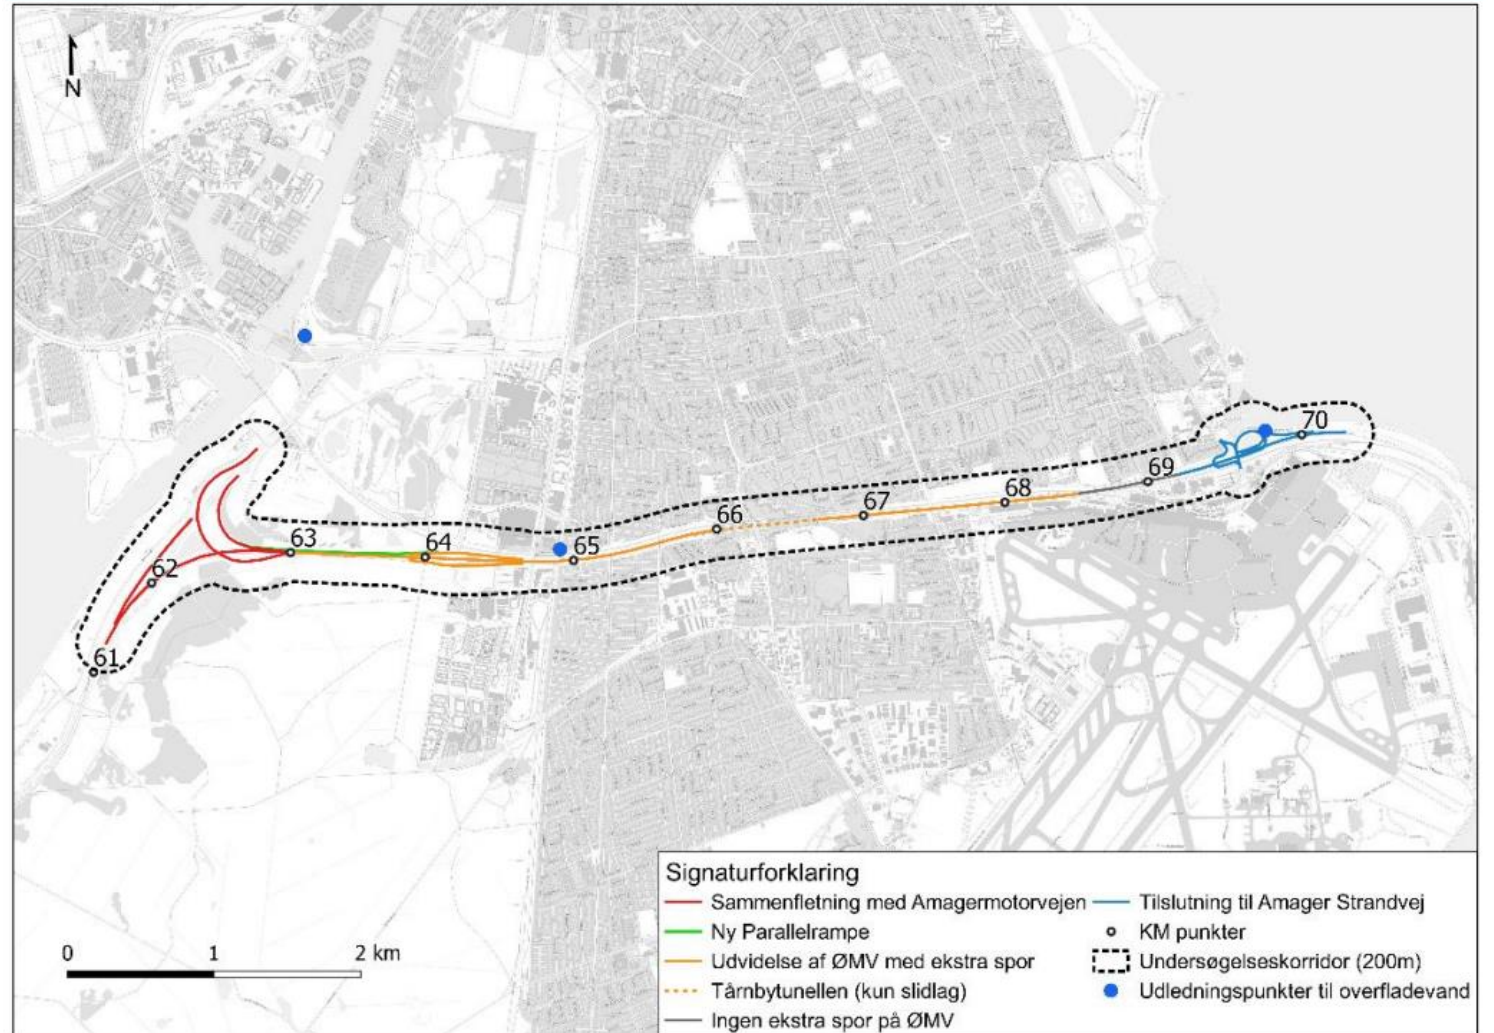 N
70
69
68
67
66
65
64
63
62
61
0 1 2 km
Signaturforklaring
Sammenfletning med Amagermotorvejen
Ny Parallelrampe
Udvidelse af ØMV med ekstra spor
Tårnbytunellen (kun slidlag)
Ingen ekstra spor på ØMV
Tilslutning til Amager Strandvej
KM punkter
Undersøgelseskorridor (200m)
Udledningspunkter til overfladevand